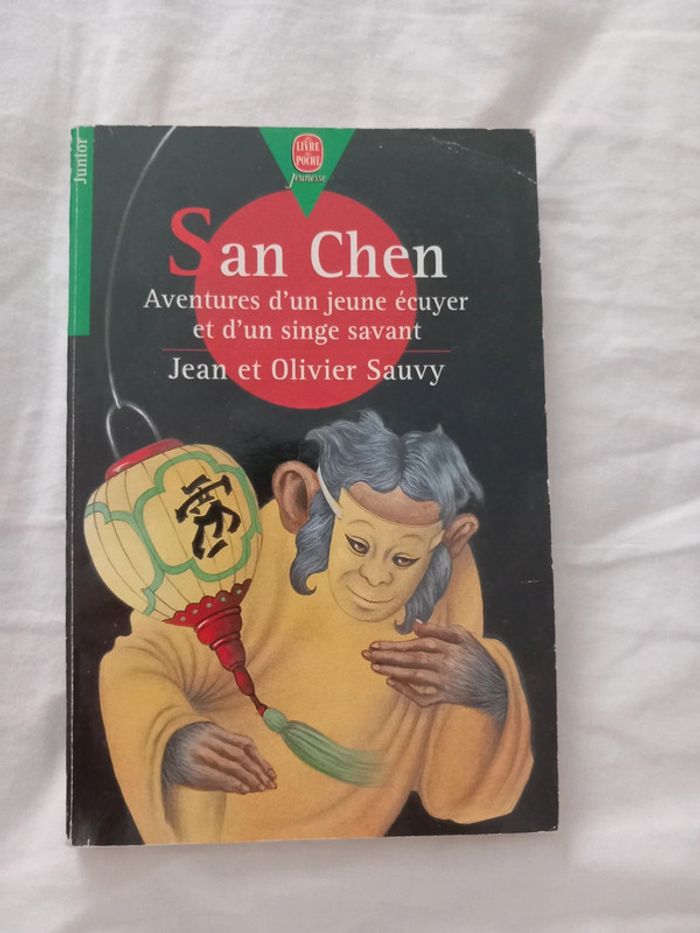 Junior
LE LIVRE
DE POCHE
Jeunesse
San Chen
Aventures d'un jeune écuyer
et d'un singe savant
Jean et Olivier Sauvy